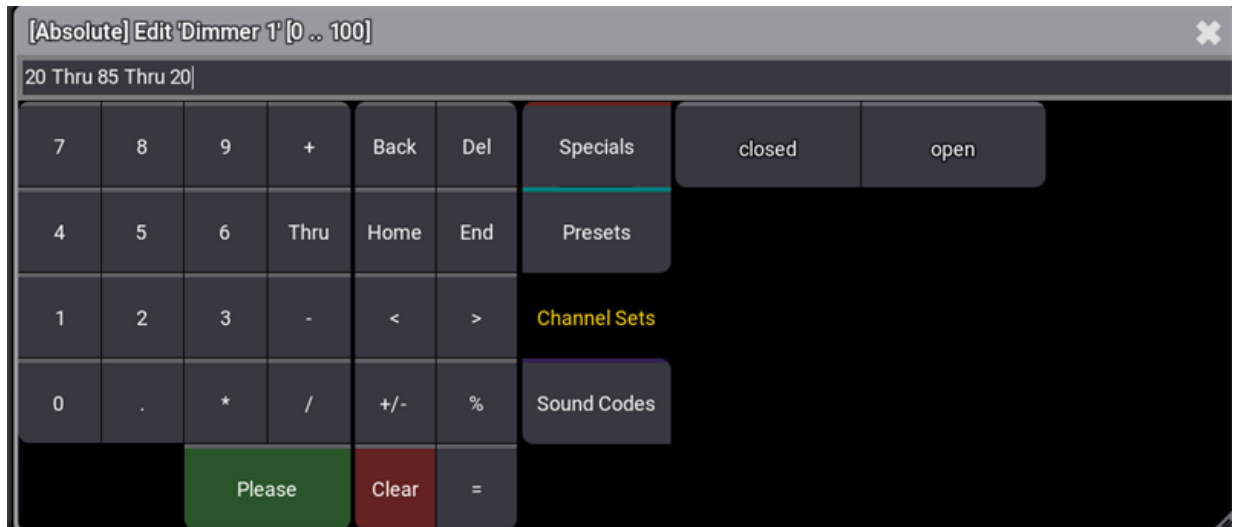 [Absolute] Edit 'Dimmer 1' [0 .. 100]
20 Thru 85 Thru 20
7 8 9 + Back Del Specials closed open
4 5 6 Thru Home End Presets
1 2 3 - < > Channel Sets
0 . * / +/- % Sound Codes
Please Clear =